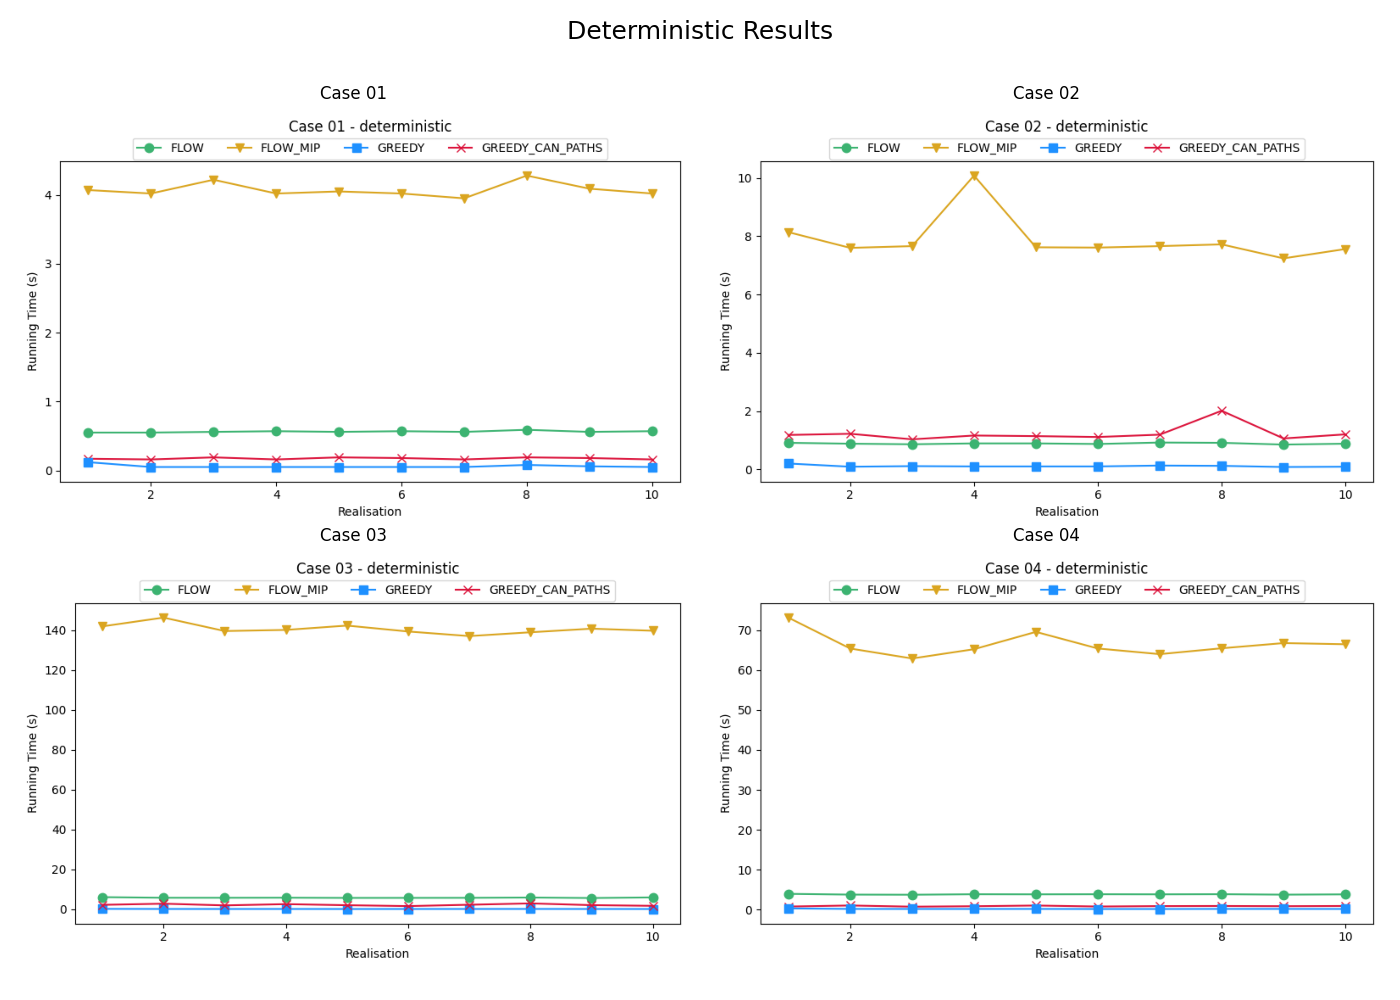 Deterministic Results
Case 01
Case 01 - deterministic
FLOW FLOW_MIP GREEDY GREEDY_CAN_PATHS
4
3
2
1
0
Running Time (s)
2 4 6 8 10
Realisation
Case 02
Case 02 - deterministic
FLOW FLOW_MIP GREEDY GREEDY_CAN_PATHS
10
8
6
4
2
0
Running Time (s)
2 4 6 8 10
Realisation
Case 03
Case 03 - deterministic
FLOW FLOW_MIP GREEDY GREEDY_CAN_PATHS
140
120
100
80
60
40
20
0
Running Time (s)
2 4 6 8 10
Realisation
Case 04
Case 04 - deterministic
FLOW FLOW_MIP GREEDY GREEDY_CAN_PATHS
70
60
50
40
30
20
10
0
Running Time (s)
2 4 6 8 10
Realisation